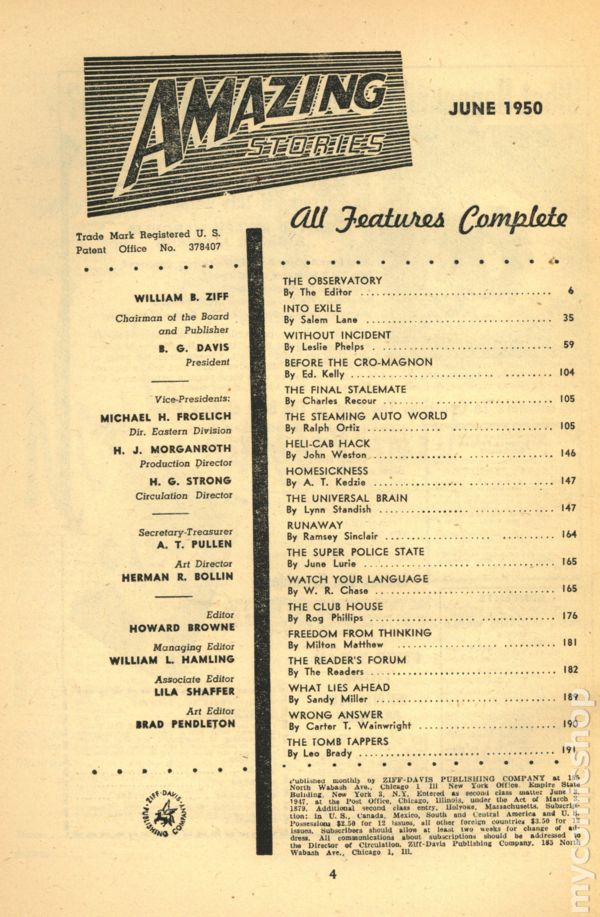 AMAZING
STORIES
JUNE 1950
All Features Complete
Trade Mark Registered U. S.
Patent Office No. 378407
WILLIAM B. ZIFF
Chairman of the Board
and Publisher
B. G. DAVIS
President
Vice-Presidents:
MICHAEL H. FROELICH
Dir. Eastern Division
H. J. MORGANROTH
Production Director
H. G. STRONG
Circulation Director
Secretary-Treasurer
A. T. PULLEN
Art Director
HERMAN R. BOLLIN
Editor
HOWARD BROWNE
Managing Editor
WILLIAM L. HAMLING
Associate Editor
LILA SHAFFER
Art Editor
BRAD PENDLETON
ZIFF-DAVIS PUBLISHING COMPANY
THE OBSERVATORY
By The Editor 6
INTO EXILE
By Salem Lane 35
WITHOUT INCIDENT
By Leslie Phelps 59
BEFORE THE CRO-MAGNON
By Ed. Kelly 104
THE FINAL STALEMATE
By Charles Recour 105
THE STEAMING AUTO WORLD
By Ralph Ortiz 105
HELI-CAB HACK
By John Weston 146
HOMESICKNESS
By A. T. Kedzie 147
THE UNIVERSAL BRAIN
By Lynn Standish 147
RUNAWAY
By Ramsey Sinclair 164
THE SUPER POLICE STATE
By June Lurie 165
WATCH YOUR LANGUAGE
By W. R. Chase 165
THE CLUB HOUSE
By Rog Phillips 176
FREEDOM FROM THINKING
By Milton Matthew 181
THE READER'S FORUM
By The Readers 182
WHAT LIES AHEAD
By Sandy Miller 189
WRONG ANSWER
By Carter T. Wainwright 190
THE TOMB TAPPERS
By Leo Brady 191
Published monthly by ZIFF-DAVIS PUBLISHING COMPANY at 185
North Wabash Ave., Chicago 1 Ill New York Office, Empire State
Building, New York 3, N.Y. Entered as second class matter June
1947, at the Post Office, Chicago, Illinois, under the Act of March
1879. Additional second class entry, Holyoke, Massachusetts. Subscrip-
tion: in U. S., Canada, Mexico, South and Central America and U. S.
Possessions $2.50 for 12 issues, all other foreign countries $3.50 for 12
issues. Subscribers should allow at least two weeks for change of ad-
dress. All communications about subscriptions should be addressed to
the Director of Circulation, Ziff-Davis Publishing Company, 185 North
Wabash Ave., Chicago 1, Ill.
4
mycomicshop